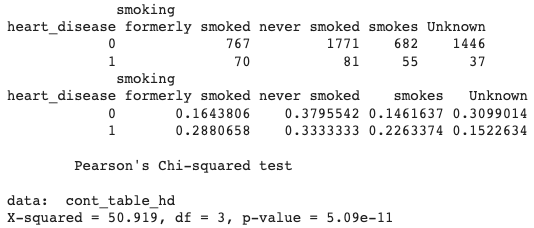 smoking
heart_disease formerly smoked never smoked smokes Unknown
0 767 1771 682 1446
1 70 81 55 37
smoking
heart_disease formerly smoked never smoked smokes Unknown
0 0.1643806 0.3795542 0.1461637 0.3099014
1 0.2880658 0.3333333 0.2263374 0.1522634
Pearson's Chi-squared test
data: cont_table_hd
X-squared = 50.919, df = 3, p-value = 5.09e-11